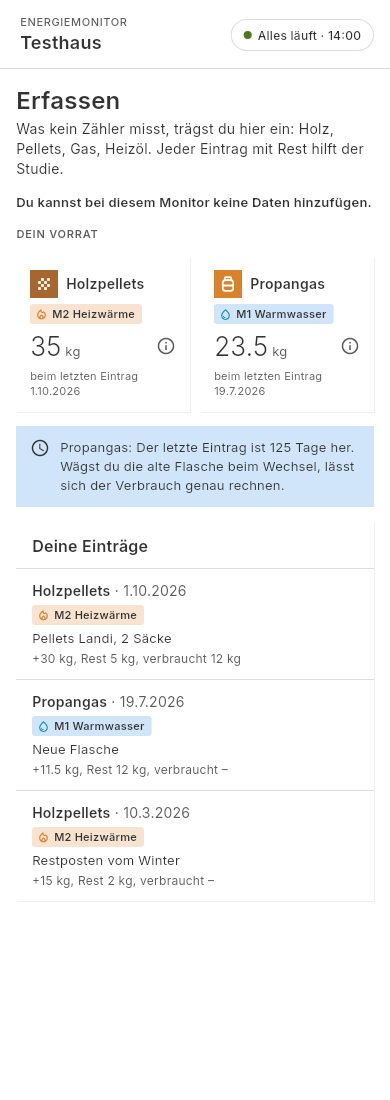 ENERGIEMONITOR
Testhaus
Alles läuft · 14:00
Erfassen
Was kein Zähler misst, trägst du hier ein: Holz,
Pellets, Gas, Heizöl. Jeder Eintrag mit Rest hilft der
Studie.
Du kannst bei diesem Monitor keine Daten hinzufügen.
DEIN VORRAT
Holzpellets
M2 Heizwärme
35 kg
beim letzten Eintrag
1.10.2026
Propangas
M1 Warmwasser
23.5 kg
beim letzten Eintrag
19.7.2026
Propangas: Der letzte Eintrag ist 125 Tage her.
Wägst du die alte Flasche beim Wechsel, lässt
sich der Verbrauch genau rechnen.
Deine Einträge
Holzpellets · 1.10.2026
M2 Heizwärme
Pellets Landi, 2 Säcke
+30 kg, Rest 5 kg, verbraucht 12 kg
Propangas · 19.7.2026
M1 Warmwasser
Neue Flasche
+11.5 kg, Rest 12 kg, verbraucht –
Holzpellets · 10.3.2026
M2 Heizwärme
Restposten vom Winter
+15 kg, Rest 2 kg, verbraucht –